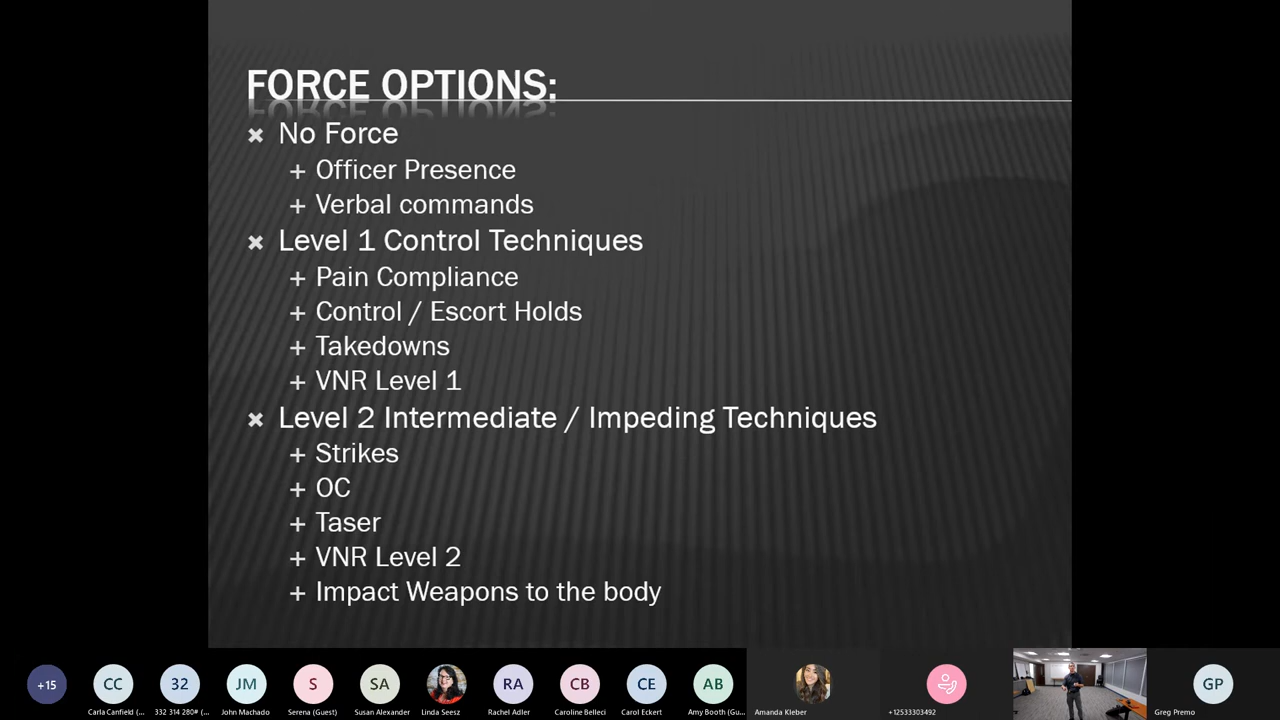 FORCE OPTIONS:
No Force
+ Officer Presence
+ Verbal commands
Level 1 Control Techniques
+ Pain Compliance
+ Control / Escort Holds
+ Takedowns
+ VNR Level 1
Level 2 Intermediate / Impeding Techniques
+ Strikes
+ OC
+ Taser
+ VNR Level 2
+ Impact Weapons to the body
+15
CC
32
JM
S
SA
RA
CB
CE
AB
GP
Carla Canfield (...
332 314 280# (...
John Machado
Serena (Guest)
Susan Alexander
Linda Seesz
Rachel Adler
Caroline Belleci
Carol Eckert
Amy Booth (Gu...
Amanda Kleber
+12533303492
Greg Premo